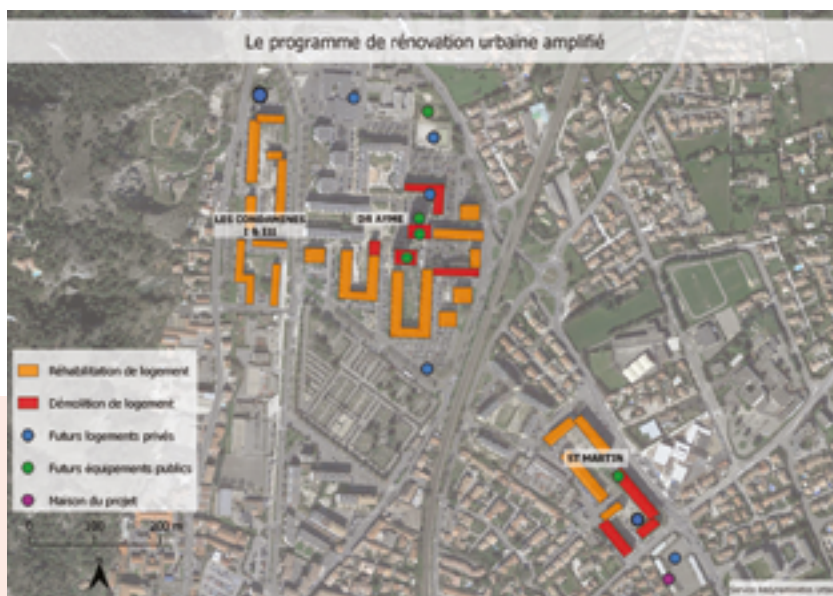 Le programme de rénovation urbaine amplifié
LES CONDAMINES
I & III
DR AYME
ST MARTIN
Réhabilitation de logement
Démolition de logement
Futurs logements privés
Futurs équipements publics
Maison du projet
0 100 200 m